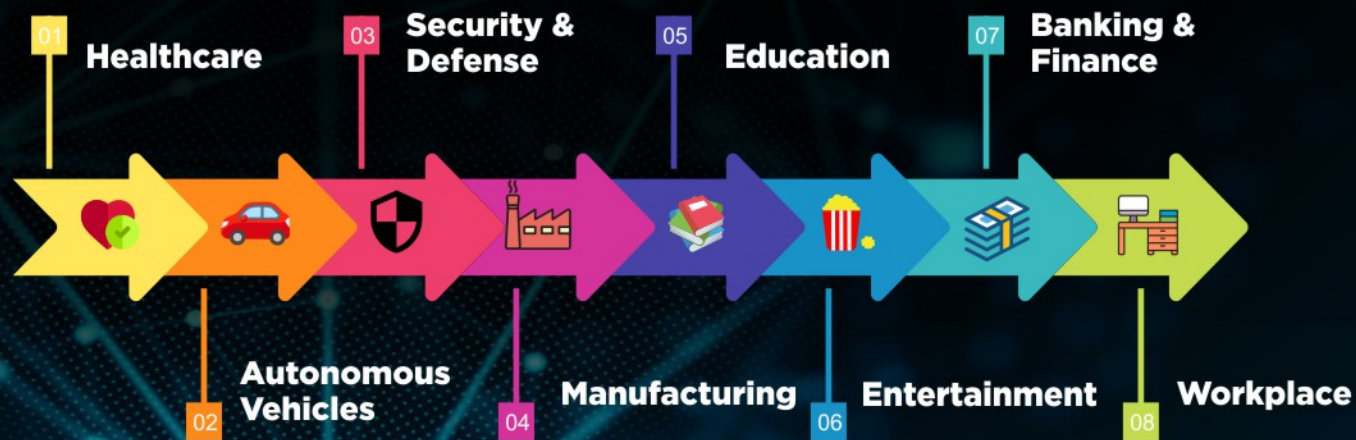 01
Healthcare
02
Autonomous
Vehicles
03
Security &
Defense
04
Manufacturing
05
Education
06
Entertainment
07
Banking &
Finance
08
Workplace